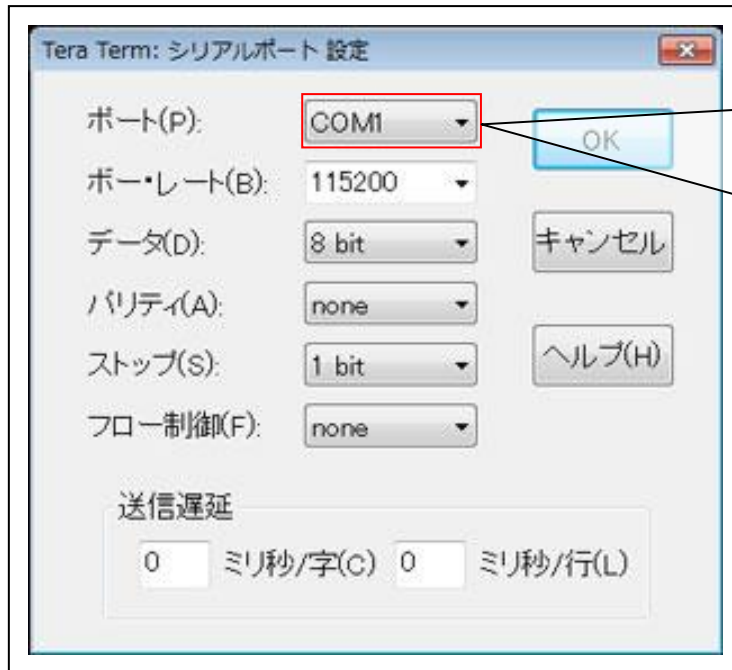 Tera Term: シリアルポート 設定
ポート(P): COM1 OK
ボー・レート(B): 115200
データ(D): 8 bit キャンセル
パリティ(A): none
ストップ(S): 1 bit ヘルプ(H)
フロー制御(F): none
送信遅延
0 ミリ秒/字(C) 0 ミリ秒/行(L)